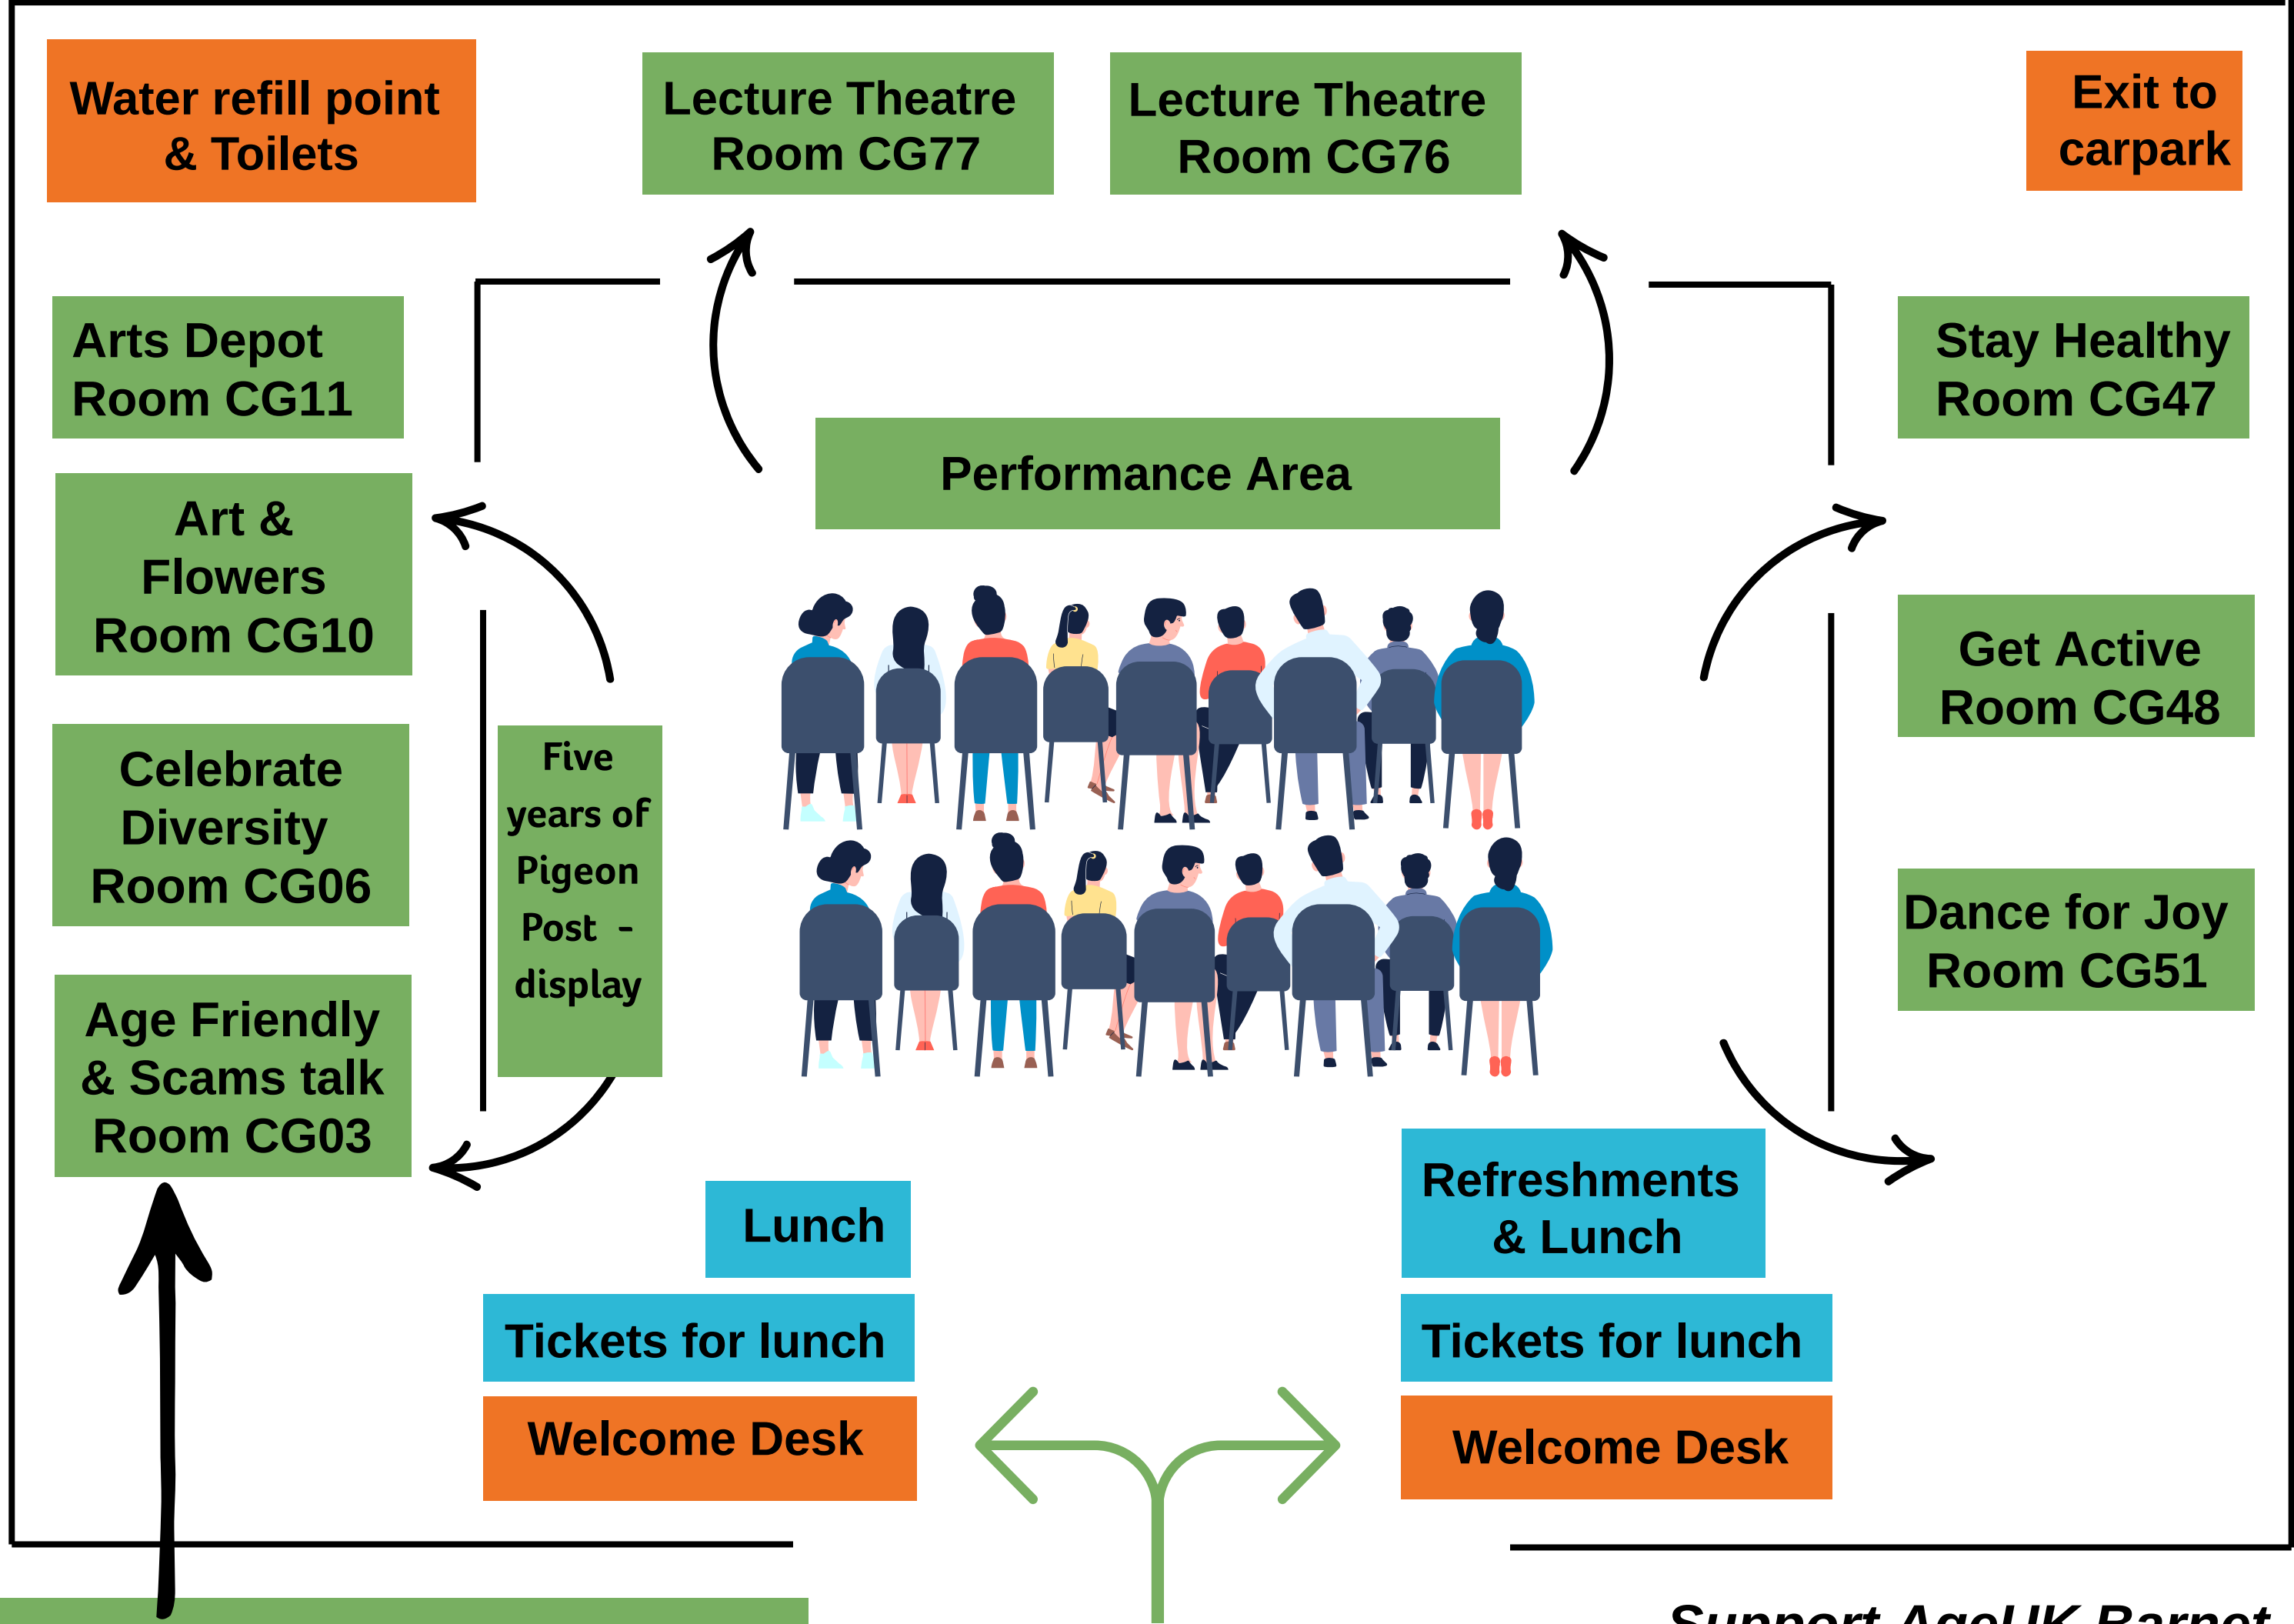 Water refill point
& Toilets
Lecture Theatre
Room CG77
Lecture Theatre
Room CG76
Exit to
carpark
Arts Depot
Room CG11
Art &
Flowers
Room CG10
Celebrate
Diversity
Room CG06
Age Friendly
& Scams talk
Room CG03
Five
years of
Pigeon
Post -
display
Performance Area
Stay Healthy
Room CG47
Get Active
Room CG48
Dance for Joy
Room CG51
Lunch
Tickets for lunch
Welcome Desk
Refreshments
& Lunch
Tickets for lunch
Welcome Desk
Support AgeUK Barnet